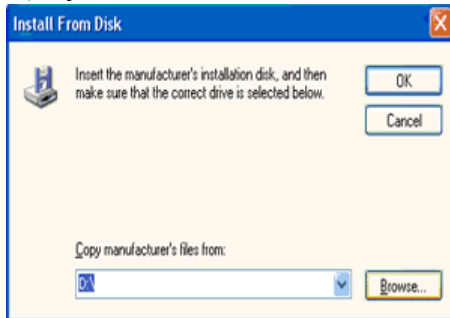 Install From Disk
Insert the manufacturer's installation disk, and then
make sure that the correct drive is selected below.
OK
Cancel
Copy manufacturer's files from:
D:\
Browse...